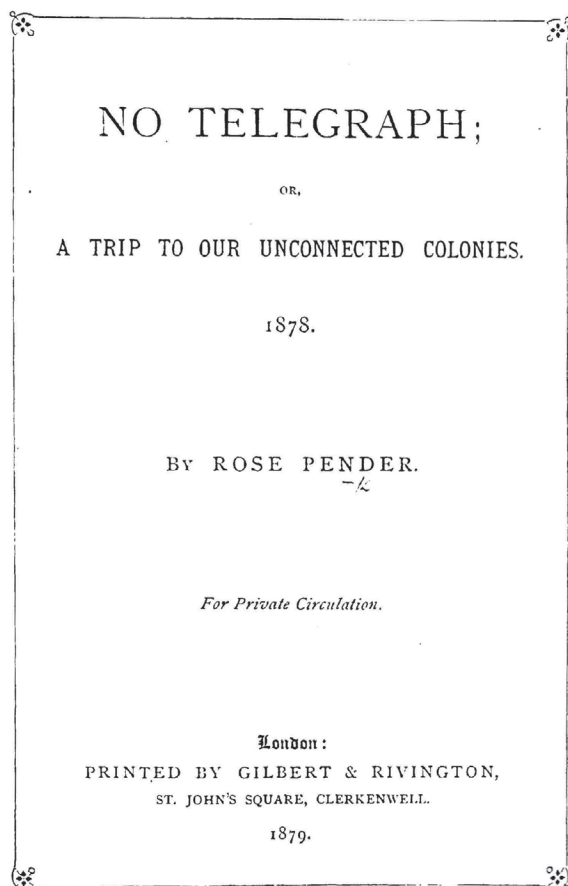 NO TELEGRAPH;
OR,
A TRIP TO OUR UNCONNECTED COLONIES.
1878.
BY ROSE PENDER.
For Private Circulation.
London:
PRINTED BY GILBERT & RIVINGTON,
ST. JOHN'S SQUARE, CLERKENWELL.
1879.